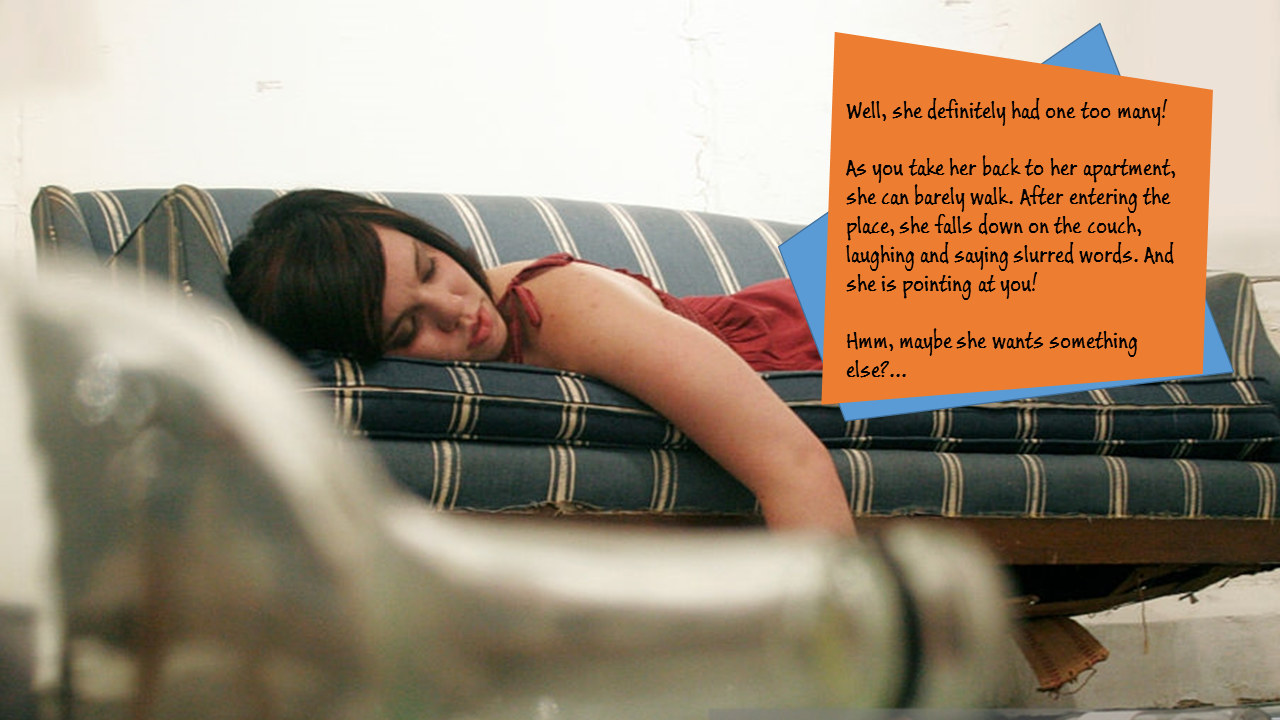 Well, she definitely had one too many!
As you take her back to her apartment,
she can barely walk. After entering the
place, she falls down on the couch,
laughing and saying slurred words. And
she is pointing at you!
Hmm, maybe she wants something
else?...